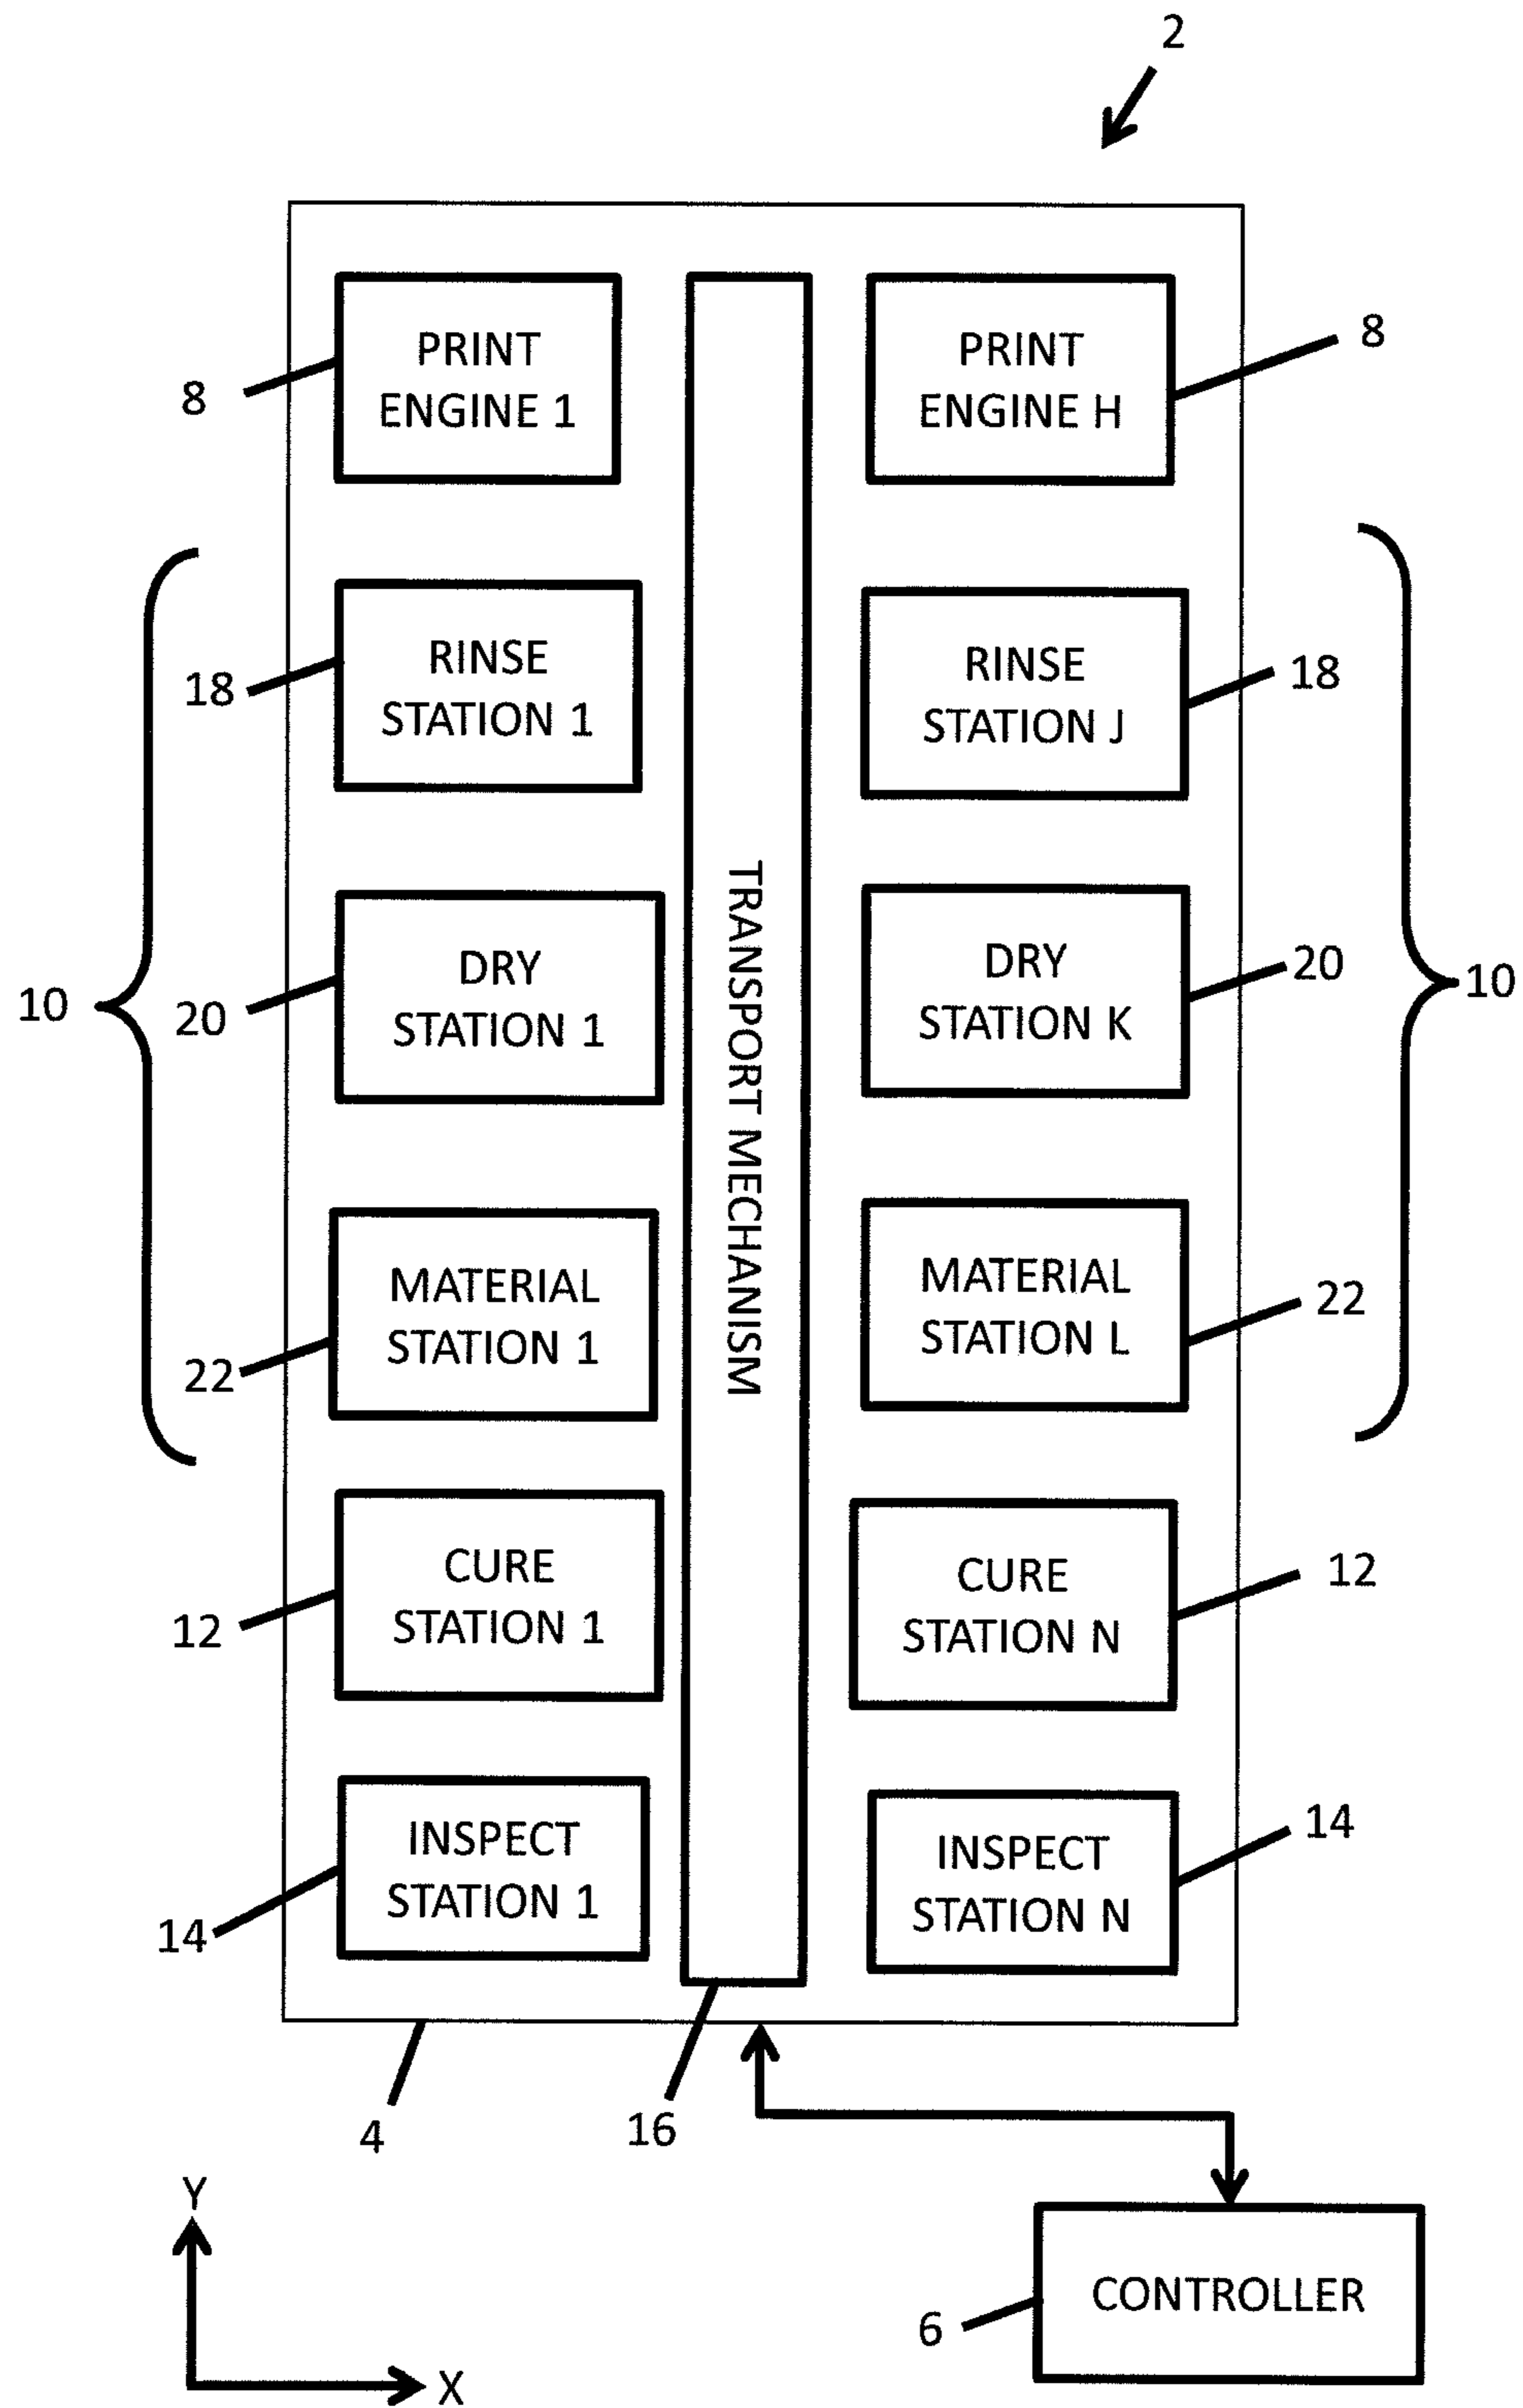 2
PRINT
ENGINE 1
8
PRINT
ENGINE H
8
RINSE
STATION 1
18
RINSE
STATION J
18
DRY
STATION 1
20
DRY
STATION K
20
10
10
TRANSPORT MECHANISM
MATERIAL
STATION 1
22
MATERIAL
STATION L
22
CURE
STATION 1
12
CURE
STATION N
12
INSPECT
STATION 1
14
INSPECT
STATION N
14
4
16
Y
X
CONTROLLER
6